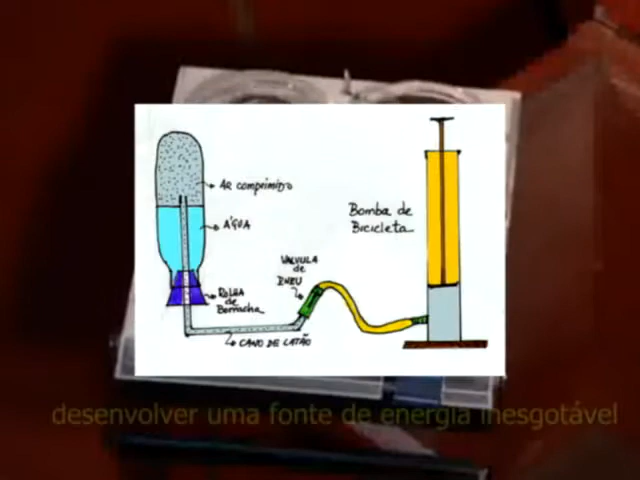 Ar comprimido
ÁGUA
Bomba de
Bicicleta
VALVULA
de
PNEU
ROLHA
de
Borracha
CANO DE LATÃO
desenvolver uma fonte de energia inesgotável